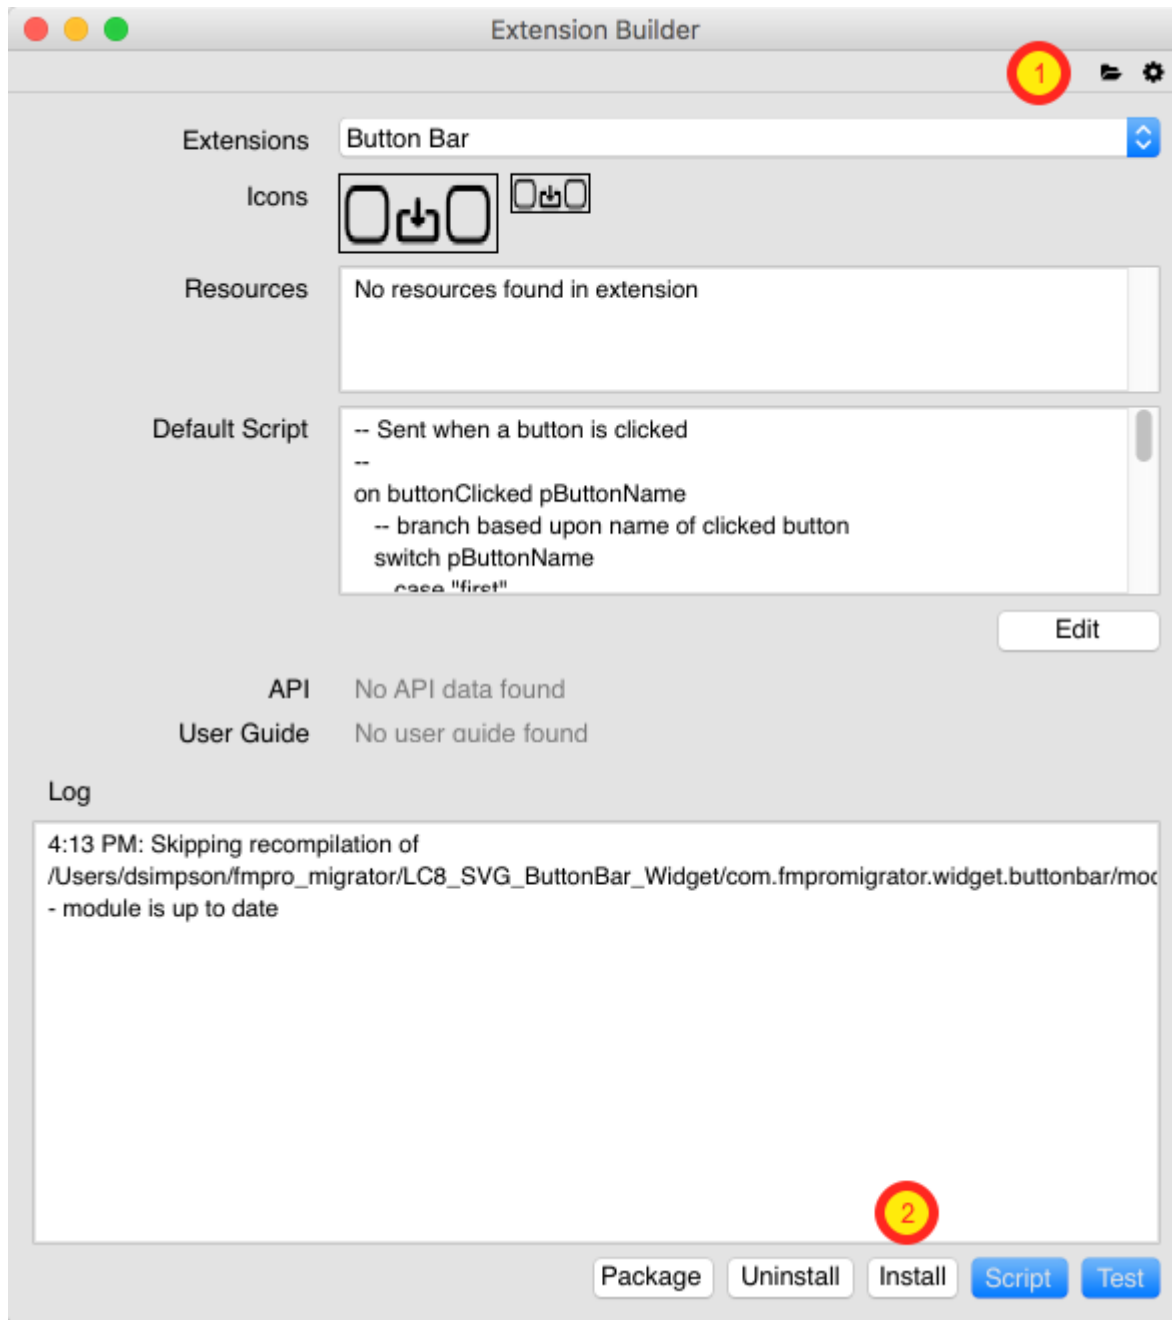 Extension Builder
1
Extensions
Button Bar
Icons
Resources
No resources found in extension
Default Script
-- Sent when a button is clicked
--
on buttonClicked pButtonName
-- branch based upon name of clicked button
switch pButtonName
case "first"
Edit
API
No API data found
User Guide
No user guide found
Log
4:13 PM: Skipping recompilation of
/Users/dsimpson/fmpro_migrator/LC8_SVG_ButtonBar_Widget/com.fmpromigrator.widget.buttonbar/mod
- module is up to date
2
Package
Uninstall
Install
Script
Test